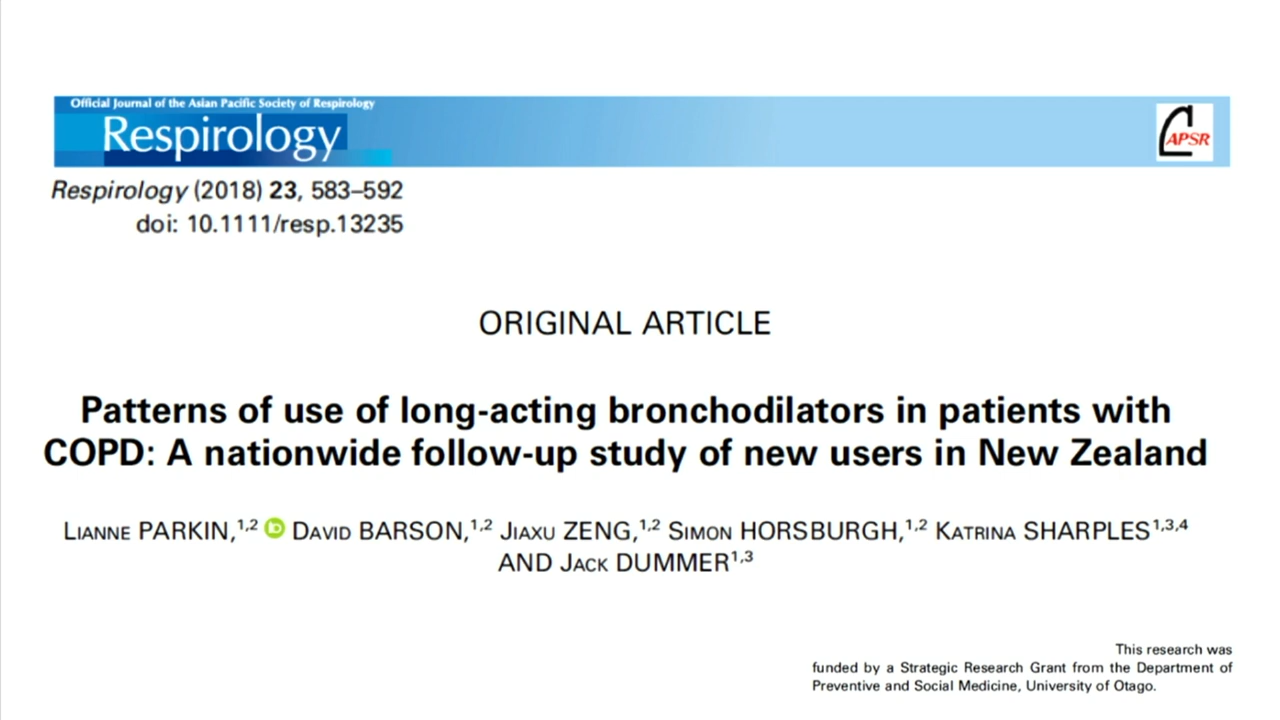 Official Journal of the Asian Pacific Society of Respirology
Respirology
APSR
Respirology (2018) 23, 583–592
doi: 10.1111/resp.13235
ORIGINAL ARTICLE
Patterns of use of long-acting bronchodilators in patients with
COPD: A nationwide follow-up study of new users in New Zealand
LIANNE PARKIN,1,2 iD DAVID BARSON,1,2 JIAXU ZENG,1,2 SIMON HORSBURGH,1,2 KATRINA SHARPLES1,3,4
AND JACK DUMMER1,3
This research was
funded by a Strategic Research Grant from the Department of
Preventive and Social Medicine, University of Otago.